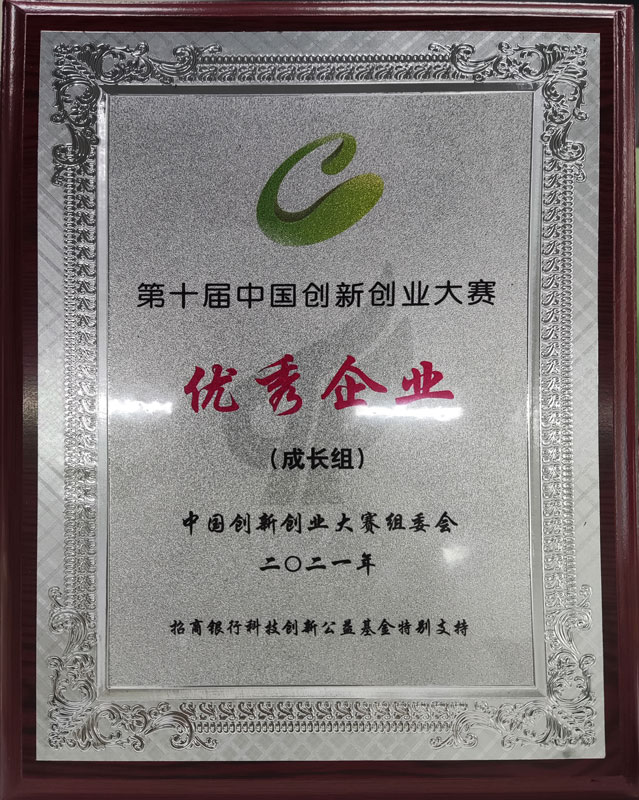 第十届中国创新创业大赛
优秀企业
（成长组）
中国创新创业大赛组委会
二〇二一年
招商银行科技创新公益基金特别支持